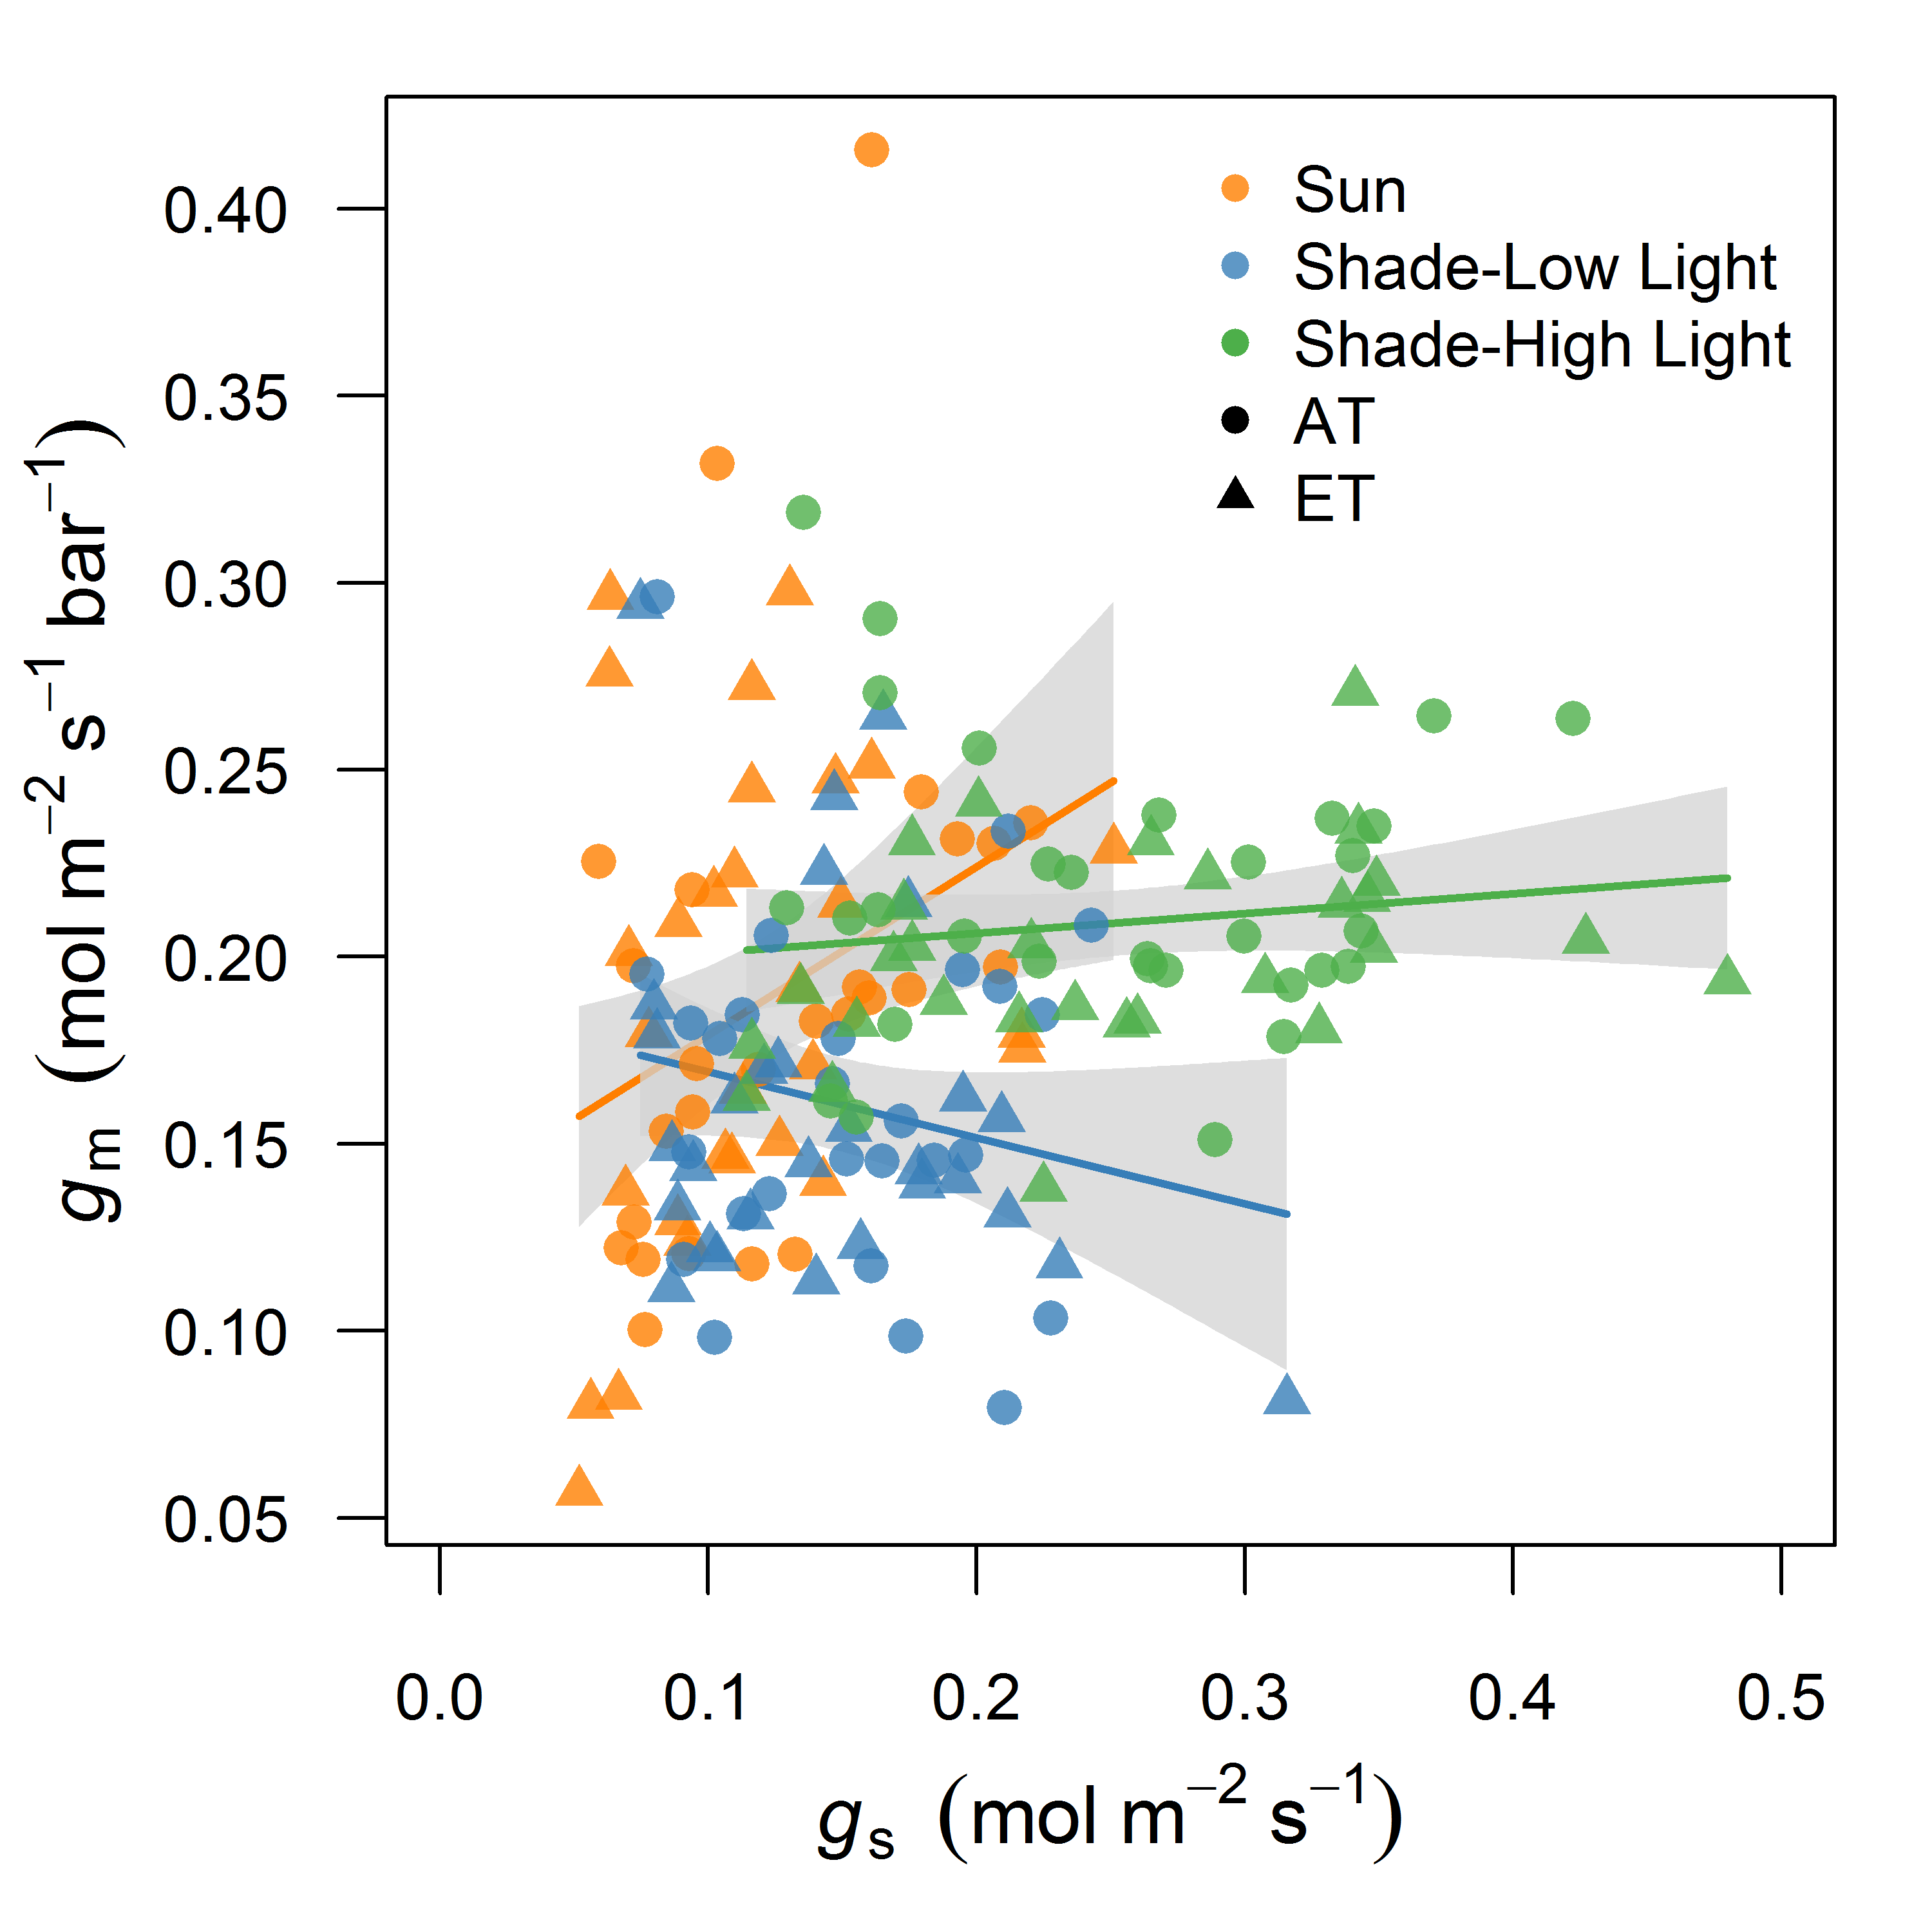 Sun
Shade-Low Light
Shade-High Light
AT
ET
0.40
0.35
0.30
0.25
0.20
0.15
0.10
0.05
gm (mol m−2 s−1 bar−1)
0.0 0.1 0.2 0.3 0.4 0.5
gs (mol m−2 s−1)